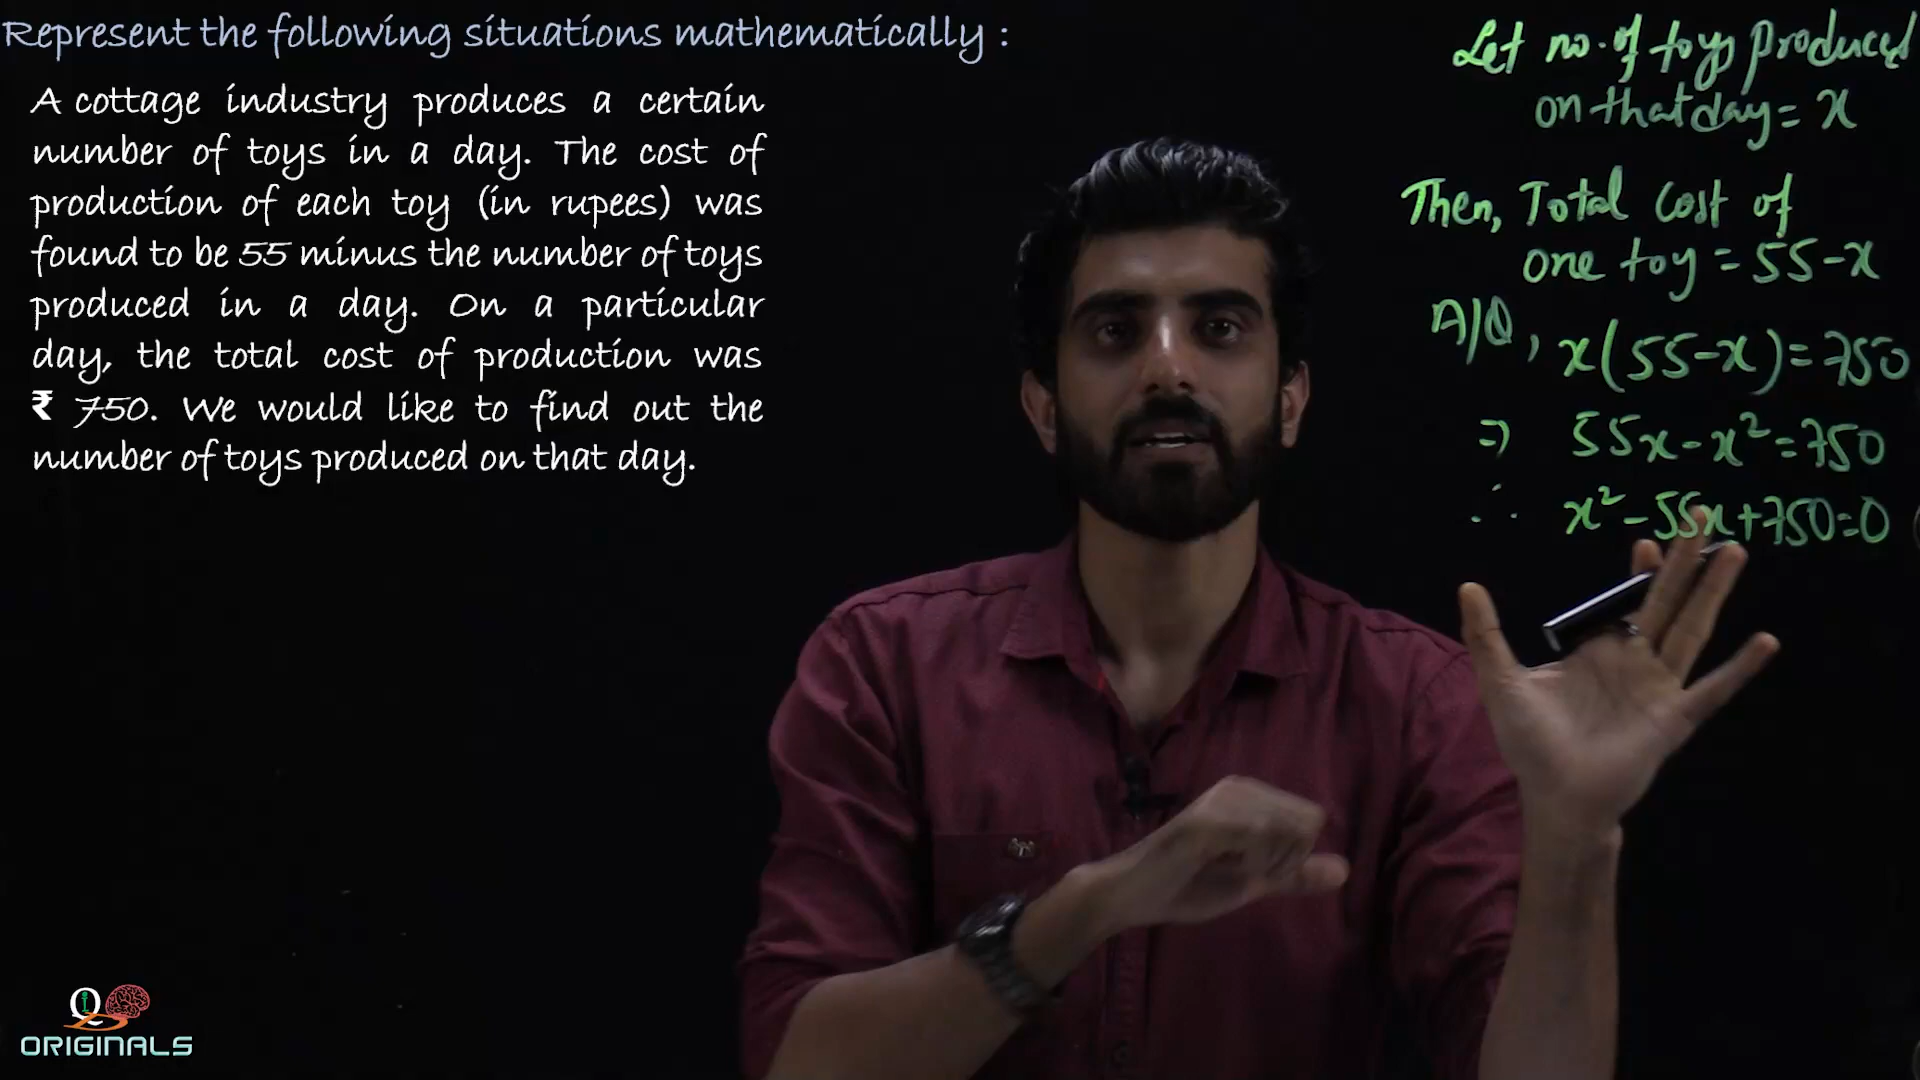 Represent the following situations mathematically :
A cottage industry produces a certain
number of toys in a day. The cost of
production of each toy (in rupees) was
found to be 55 minus the number of toys
produced in a day. On a particular
day, the total cost of production was
₹ 750. We would like to find out the
number of toys produced on that day.
Let no. of toys produced
on that day = x
Then, Total cost of
one toy = 55-x
A/Q, x(55-x)=750
⇒ 55x-x²=750
∴ x²-55x+750=0
Q
ORIGINALS